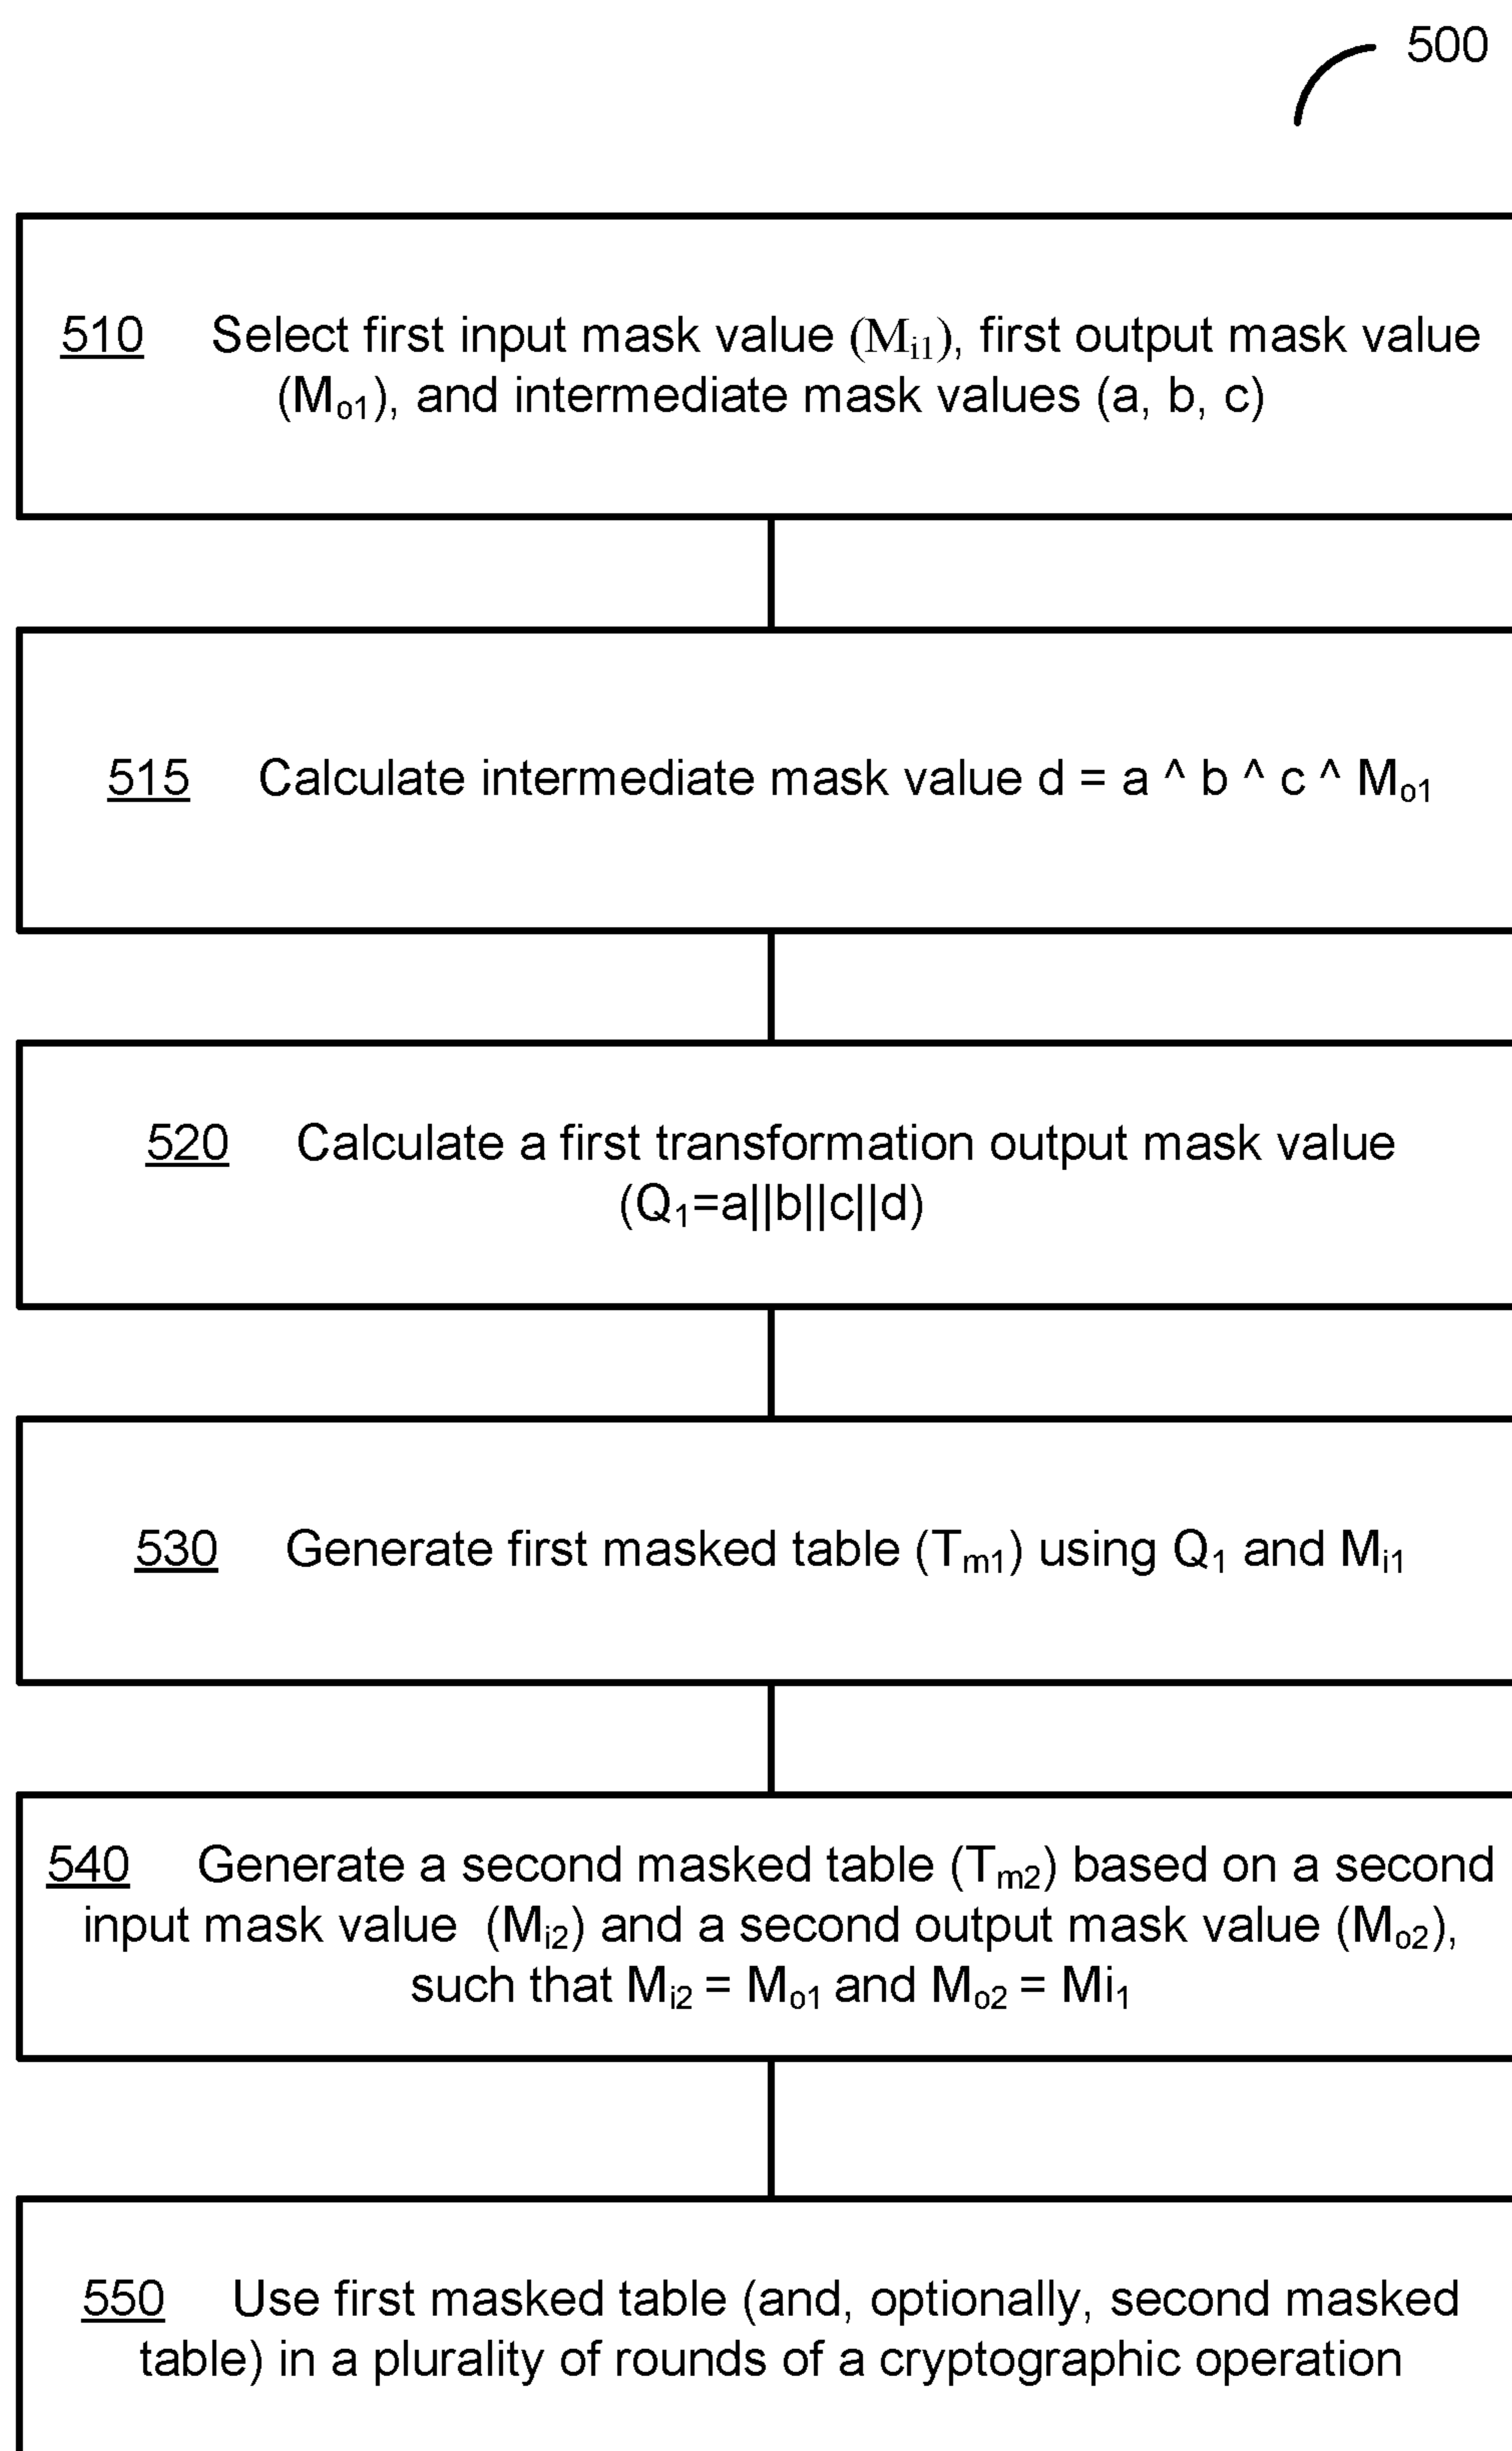 500
510 Select first input mask value (Mi1), first output mask value
(Mo1), and intermediate mask values (a, b, c)
515 Calculate intermediate mask value d = a ^ b ^ c ^ Mo1
520 Calculate a first transformation output mask value
(Q1=a||b||c||d)
530 Generate first masked table (Tm1) using Q1 and Mi1
540 Generate a second masked table (Tm2) based on a second
input mask value (Mi2) and a second output mask value (Mo2),
such that Mi2 = Mo1 and Mo2 = Mi1
550 Use first masked table (and, optionally, second masked
table) in a plurality of rounds of a cryptographic operation